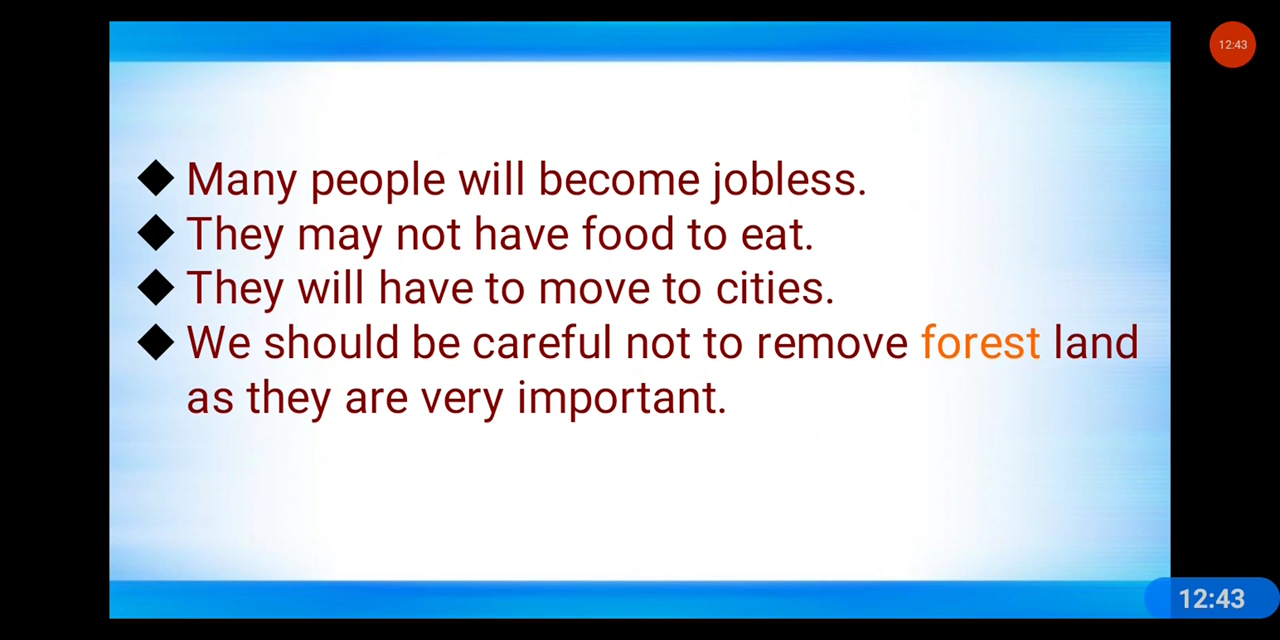 12:43
◆ Many people will become jobless.
◆ They may not have food to eat.
◆ They will have to move to cities.
◆ We should be careful not to remove forest land
as they are very important.
12:43